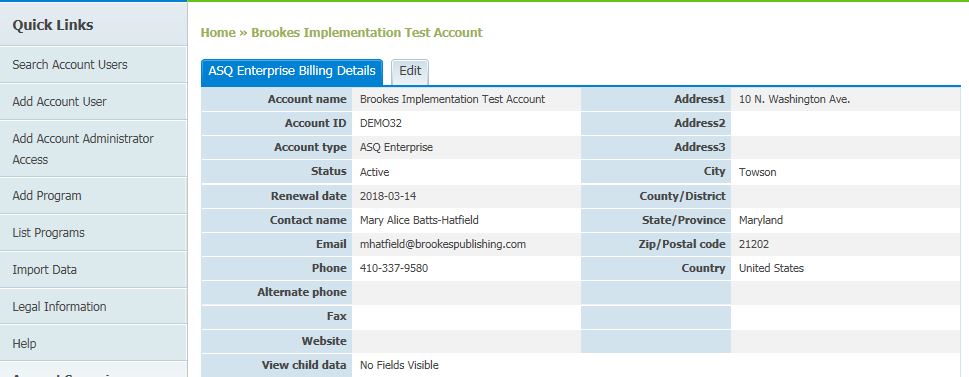 Quick Links
Search Account Users
Add Account User
Add Account Administrator
Access
Add Program
List Programs
Import Data
Legal Information
Help
Home » Brookes Implementation Test Account
ASQ Enterprise Billing Details Edit
Account name Brookes Implementation Test Account Address1 10 N. Washington Ave.
Account ID DEMO32 Address2
Account type ASQ Enterprise Address3
Status Active City Towson
Renewal date 2018-03-14 County/District
Contact name Mary Alice Batts-Hatfield State/Province Maryland
Email mhatfield@brookespublishing.com Zip/Postal code 21202
Phone 410-337-9580 Country United States
Alternate phone
Fax
Website
View child data No Fields Visible